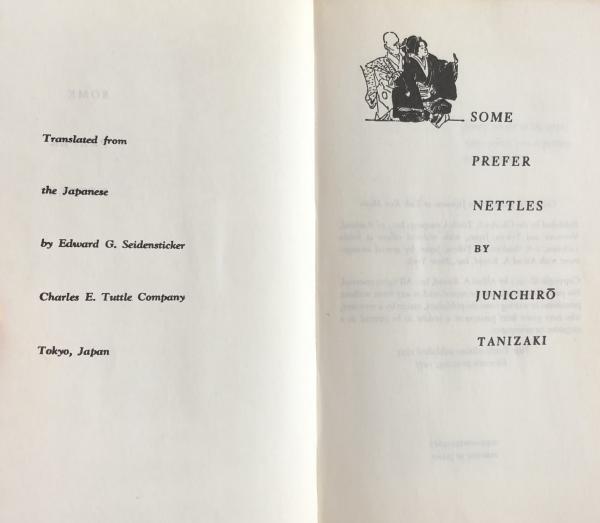 Translated from
the Japanese
by Edward G. Seidensticker
Charles E. Tuttle Company
Tokyo, Japan
SOME
PREFER
NETTLES
BY
JUNICHIRŌ
TANIZAKI